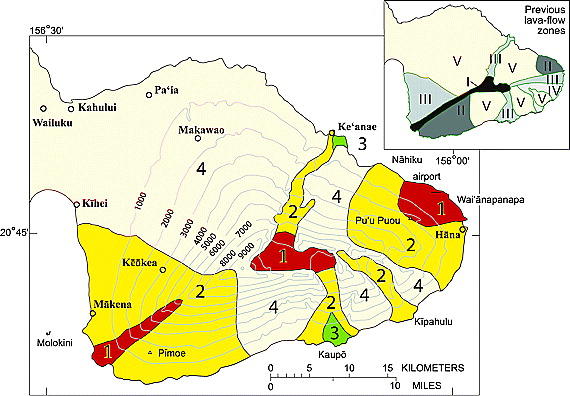 156°30'
Previous
lava-flow
zones
V
III
V
II
I
III
III
IV
III
II
V
III
V
Pa‘ia
Kahului
Wailuku
Makawao
Ke‘anae
3
156°00'
Nāhiku
airport
Wai‘ānapanapa
4
4
1
Kīhei
1000
2000
3000
4000
5000
6000
7000
8000
9000
2
Pu‘u Puou
Hāna
20°45'
2
1
Kēōkea
2
2
2
4
4
4
Mākena
Kīpahulu
3
Molokini
1
Pīmoe
Kaupō
0 5 10 15 KILOMETERS
0 10 MILES